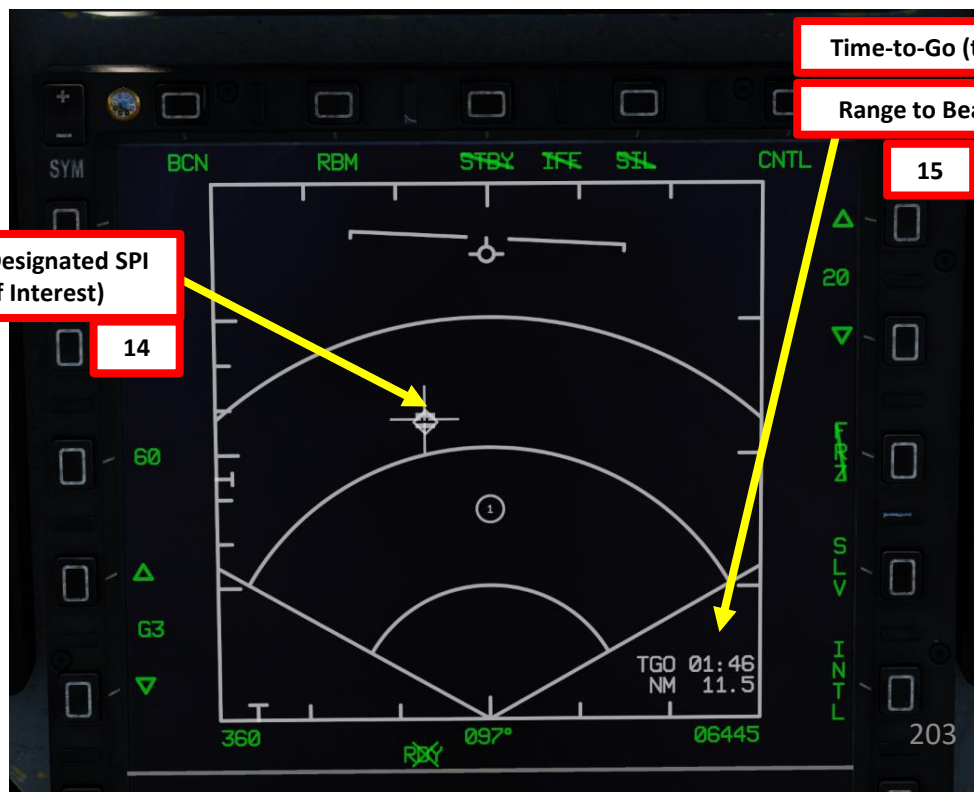 Time-to-Go (t
Range to Bea
15
+
−
SYM
BCN RBM STBY IFF SIL CNTL
esignated SPI
f Interest)
14
20
60
FRZ
1
SLV
G3
TGO 01:46
NM 11.5
INTL
360 097° 06445
RDY
203